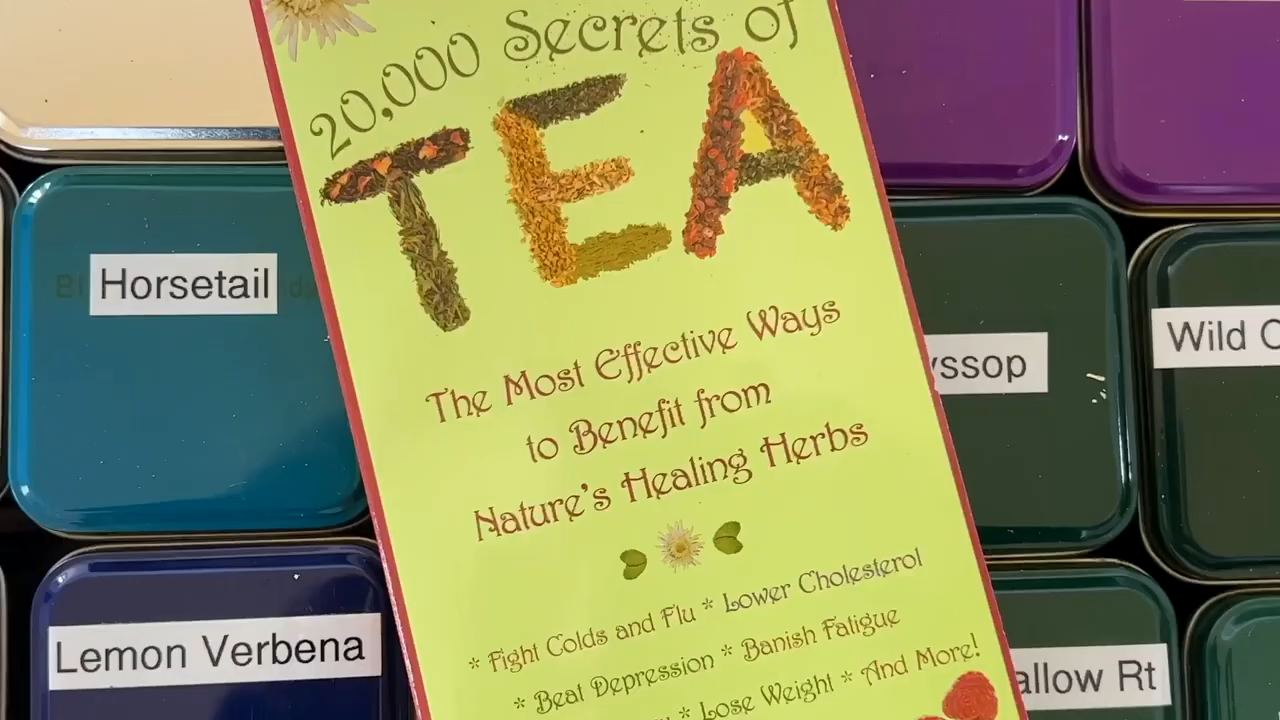 20,000 Secrets of
TEA
The Most Effective Ways
to Benefit from
Nature's Healing Herbs
* Fight Colds and Flu * Lower Cholesterol
* Beat Depression * Banish Fatigue
* Lose Weight * And More!
Horsetail
Lemon Verbena
yssop
Wild
allow Rt